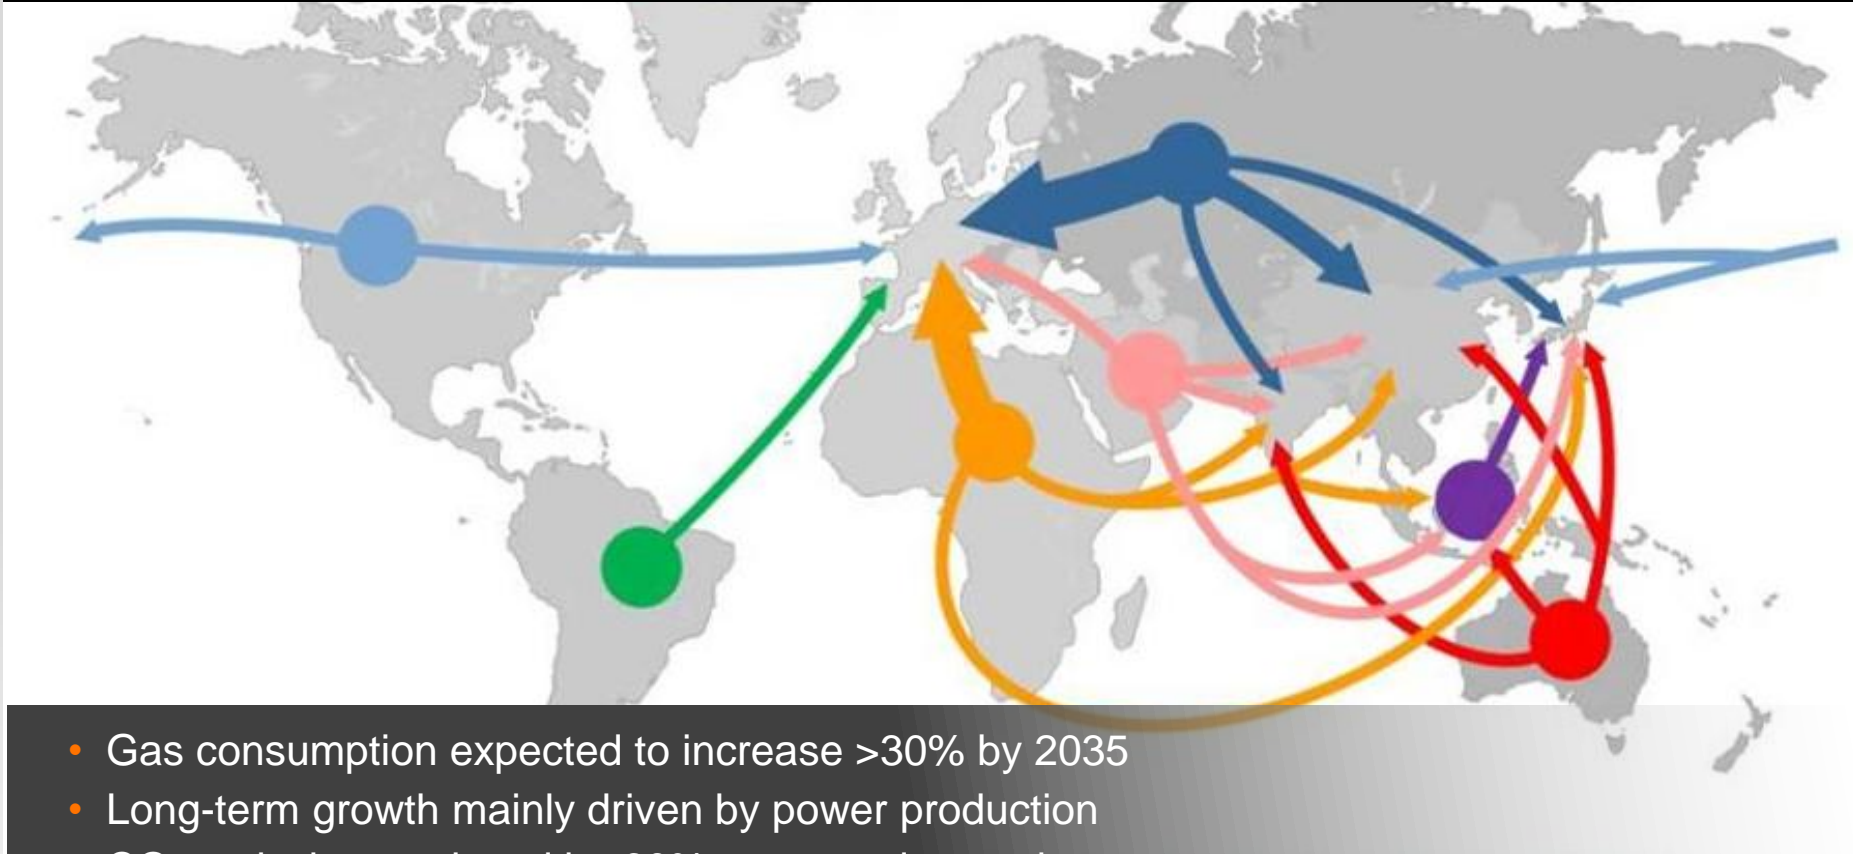 • Gas consumption expected to increase >30% by 2035
• Long-term growth mainly driven by power production